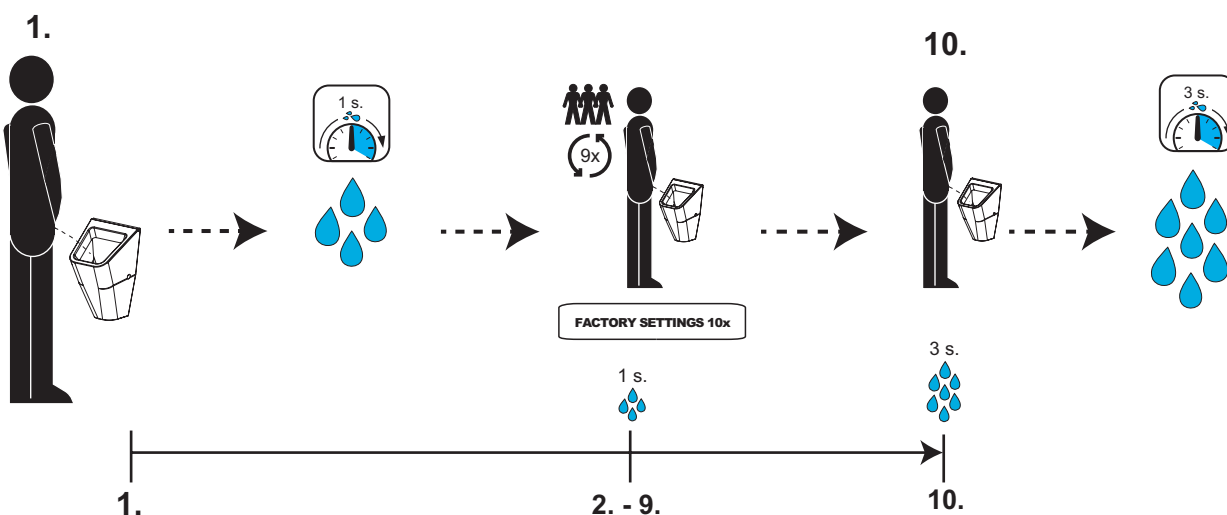 1.
10.
1 s.
3 s.
9x
FACTORY SETTINGS 10x
1 s.
3 s.
1.
2. - 9.
10.